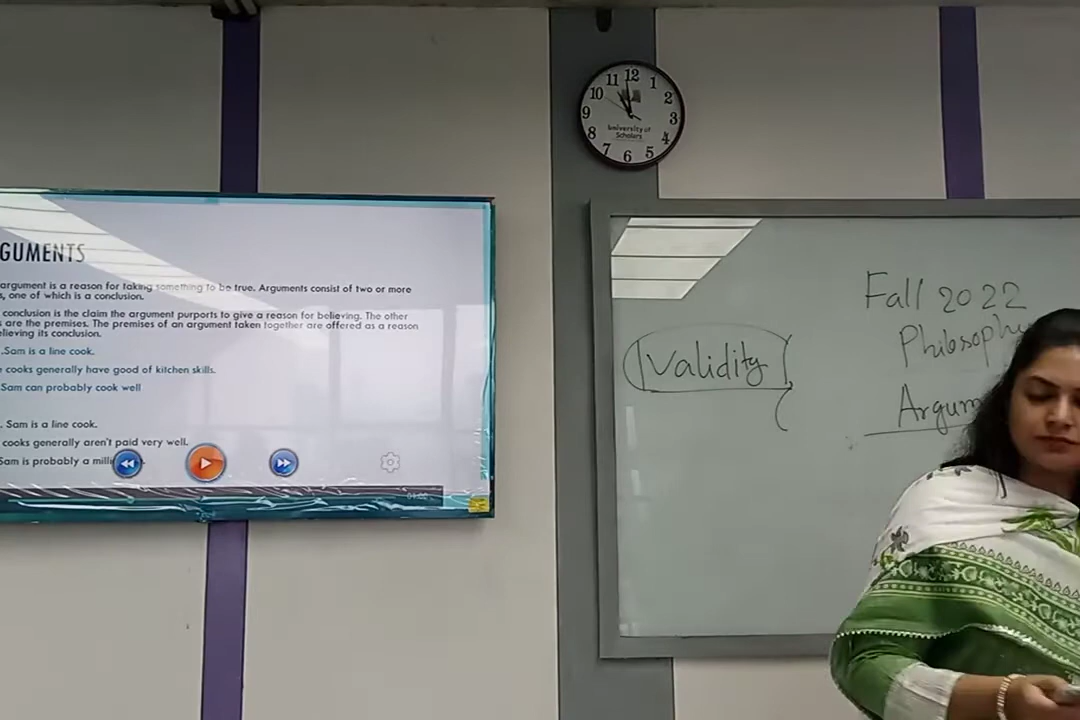 GUMENTS
argument is a reason for taking something to be true. Arguments consist of two or more
s, one of which is a conclusion.
conclusion is the claim the argument purports to give a reason for believing. The other
s are the premises. The premises of an argument taken together are offered as a reason
elieving its conclusion.
.Sam is a line cook.
cooks generally have good of kitchen skills.
Sam can probably cook well
. Sam is a line cook.
cooks generally aren't paid very well.
Sam is probably a milli
11 12 1
10 2
9 3
8 4
7 6 5
University of
Scholars
Fall 2022
Philosophy
Argum
Validity